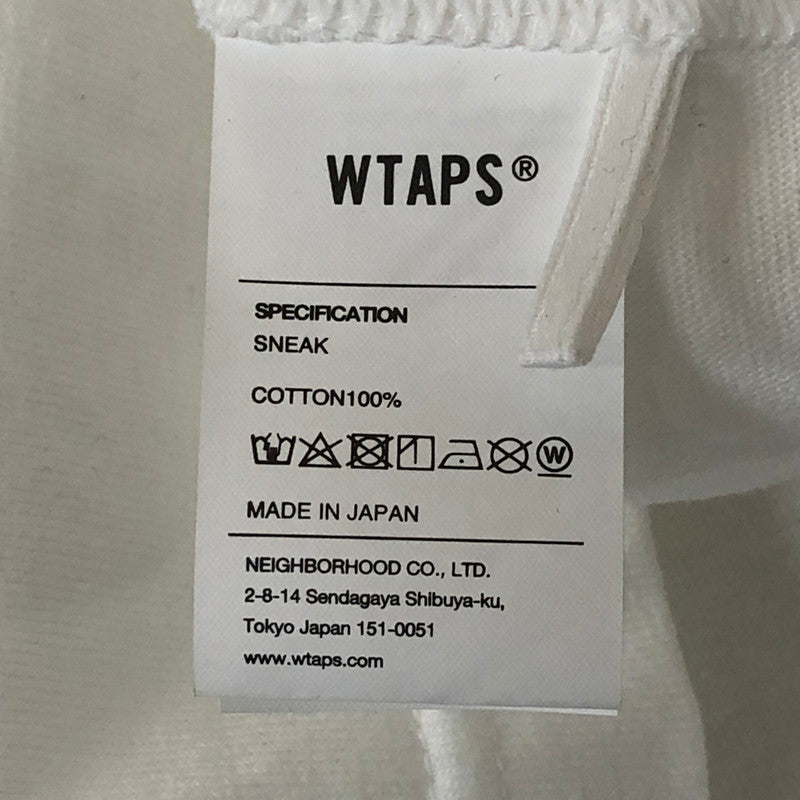 WTAPS®
SPECIFICATION
SNEAK
COTTON100%
W
MADE IN JAPAN
NEIGHBORHOOD CO., LTD.
2-8-14 Sendagaya Shibuya-ku,
Tokyo Japan 151-0051
www.wtaps.com